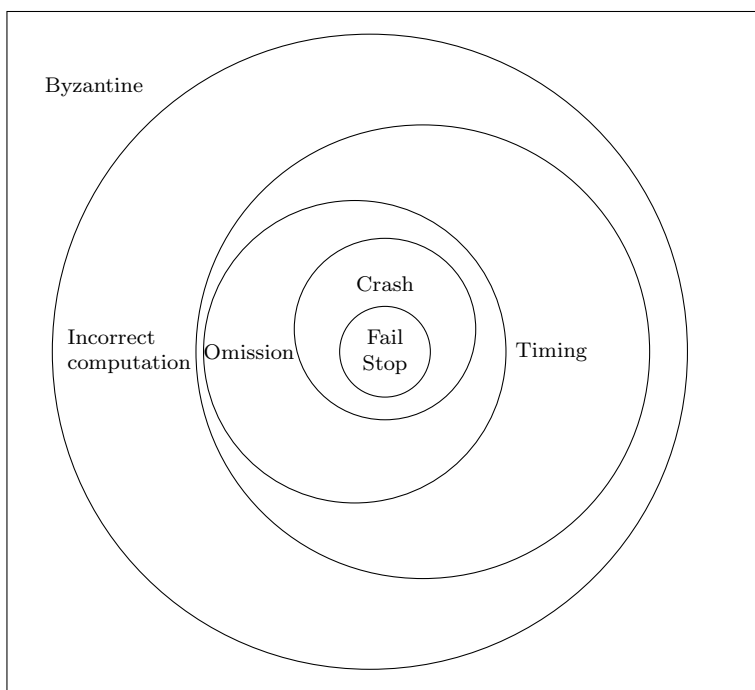 Byzantine
Crash
Fail
Stop
Incorrect
computation
Omission
Timing